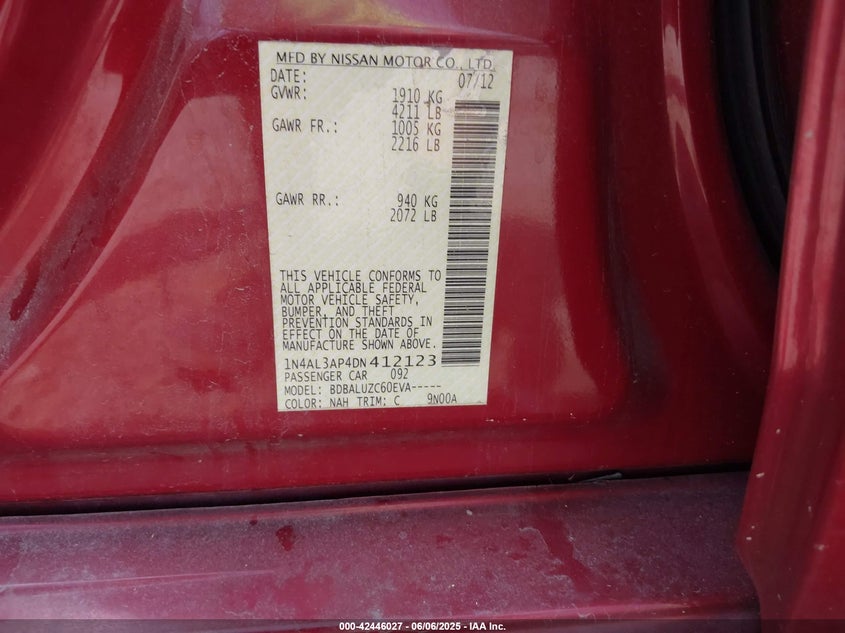 MFD BY NISSAN MOTOR CO., LTD.
DATE: 07/12
GVWR: 1910 KG
4211 LB
GAWR FR.: 1005 KG
2216 LB
GAWR RR.: 940 KG
2072 LB
THIS VEHICLE CONFORMS TO
ALL APPLICABLE FEDERAL
MOTOR VEHICLE SAFETY,
BUMPER, AND THEFT
PREVENTION STANDARDS IN
EFFECT ON THE DATE OF
MANUFACTURE SHOWN ABOVE.
1N4AL3AP4DN412123
PASSENGER CAR 092
MODEL: BDBALUZC60EVA-----
COLOR: NAH TRIM: C 9N00A
000-42446027 - 06/06/2025 - IAA Inc.